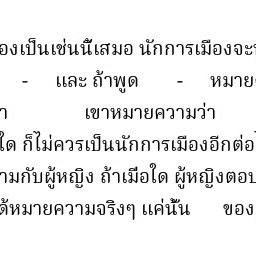 องเป็นเช่นนี้เสมอ นักการเมืองจะ
- และ ถ้าพูด - หมาย
า เขาหมายความว่า
ใด ก็ไม่ควรเป็นนักการเมืองอีกต่อ
ามกับผู้หญิง ถ้าเมื่อใด ผู้หญิงตอบ
ด้หมายความจริงๆ แค่นั้น ของ